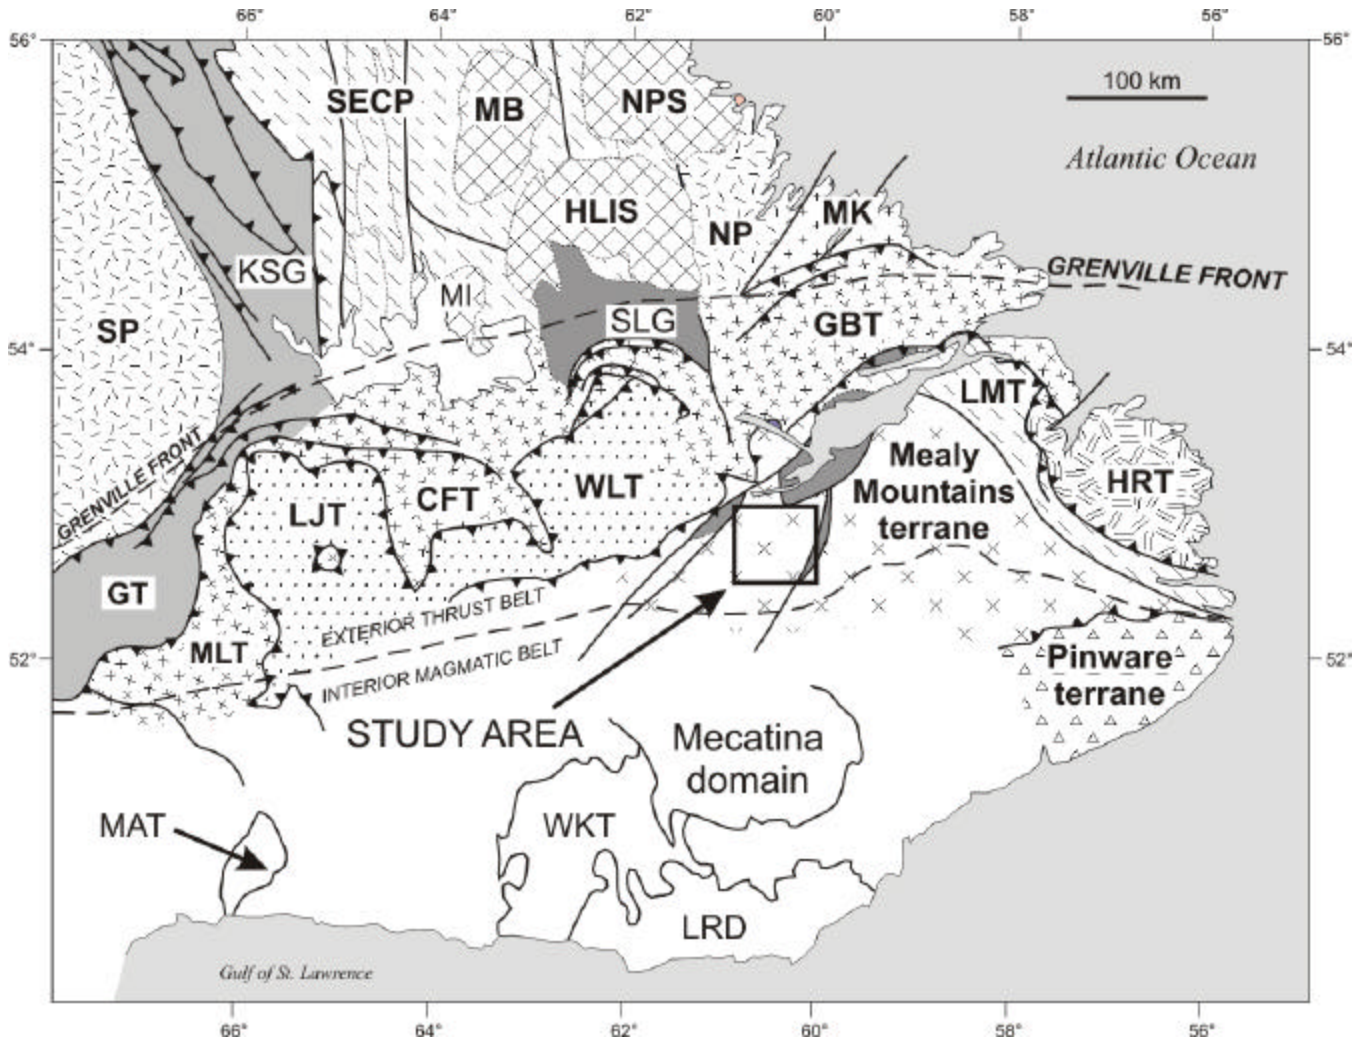 66° 64° 62° 60° 58° 56°
56° 56°
100 km
SECP MB NPS
Atlantic Ocean
HLIS MK
NP
KSG GRENVILLE FRONT
MI
SP SLG GBT
54° 54°
LMT
GRENVILLE FRONT
Mealy
Mountains
terrane
WLT HRT
CFT
LJT
GT
EXTERIOR THRUST BELT
MLT
INTERIOR MAGMATIC BELT
52° 52°
Pinware
terrane
STUDY AREA
Mecatina
domain
MAT WKT
LRD
Gulf of St. Lawrence
66° 64° 62° 60° 58° 56°